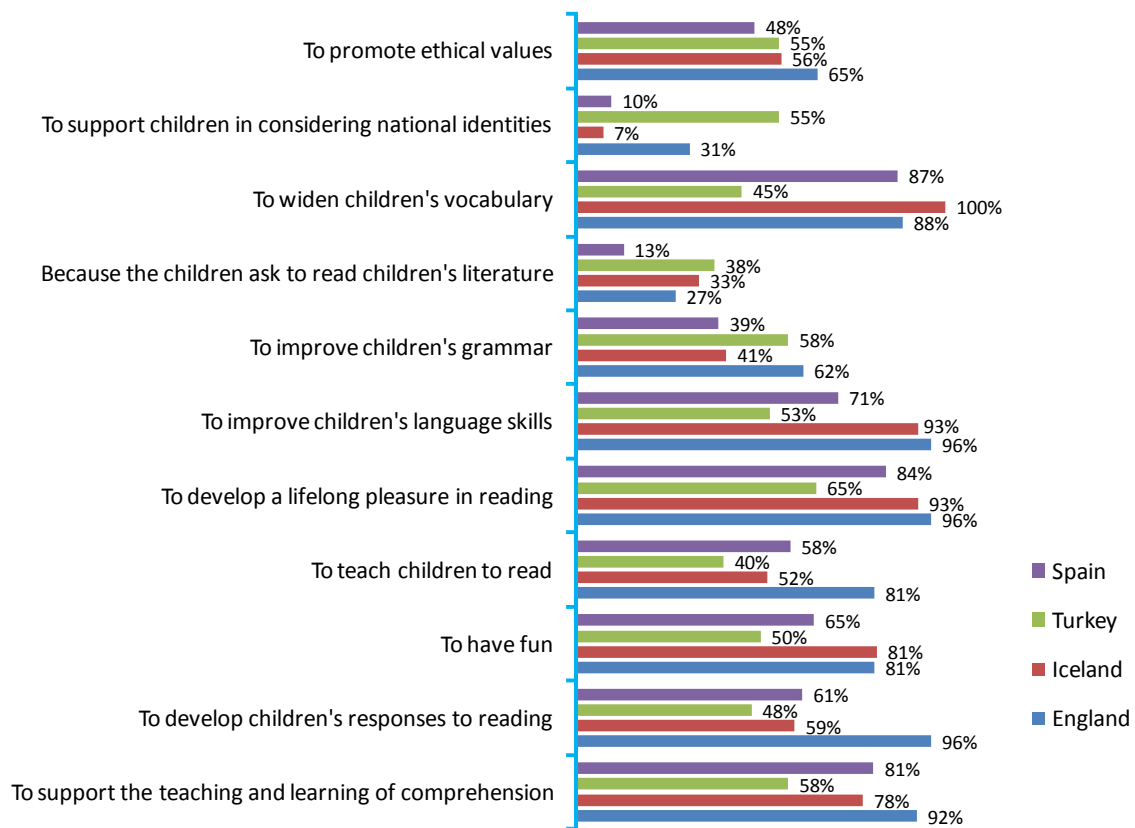 To promote ethical values
48%
55%
56%
65%
To support children in considering national identities
10%
55%
7%
31%
To widen children's vocabulary
87%
45%
100%
88%
Because the children ask to read children's literature
13%
38%
33%
27%
To improve children's grammar
39%
58%
41%
62%
To improve children's language skills
71%
53%
93%
96%
To develop a lifelong pleasure in reading
84%
65%
93%
96%
To teach children to read
58%
40%
52%
81%
To have fun
65%
50%
81%
81%
To develop children's responses to reading
61%
48%
59%
96%
To support the teaching and learning of comprehension
81%
58%
78%
92%
Spain
Turkey
Iceland
England